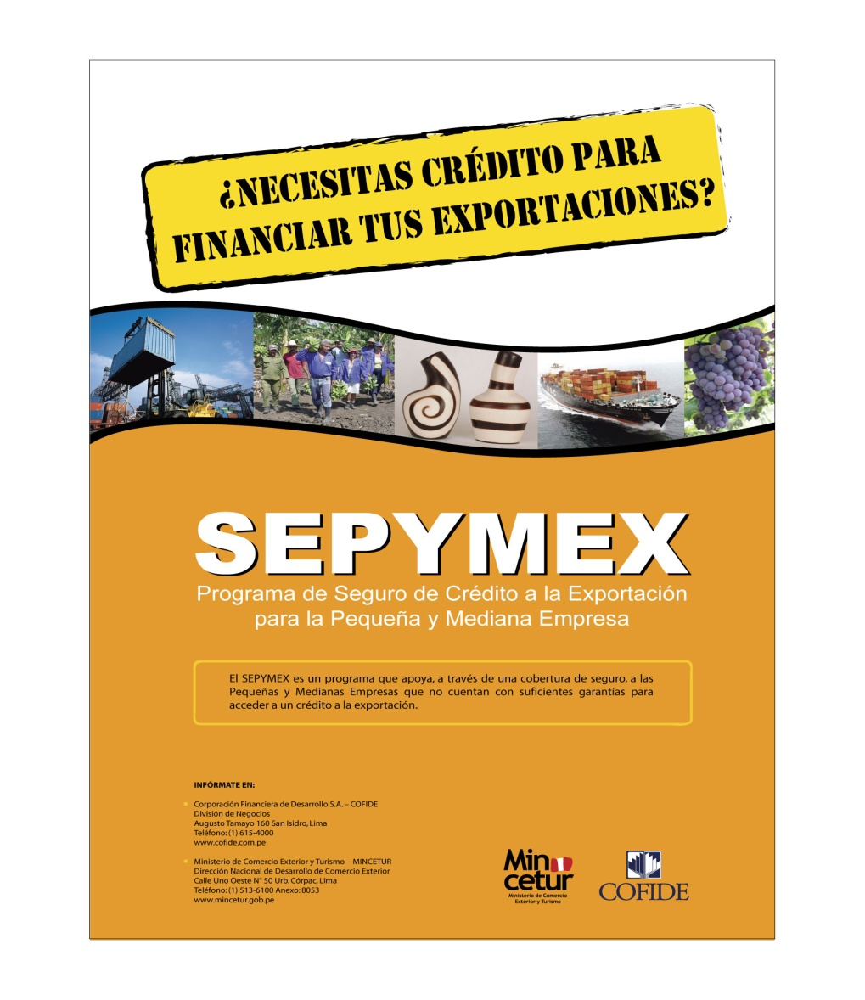 ¿NECESITAS CRÉDITO PARA
FINANCIAR TUS EXPORTACIONES?
SEPYMEX
Programa de Seguro de Crédito a la Exportación
para la Pequeña y Mediana Empresa
El SEPYMEX es un programa que apoya, a través de una cobertura de seguro, a las
Pequeñas y Medianas Empresas que no cuentan con suficientes garantías para
acceder a un crédito a la exportación.
INFÓRMATE EN:
Corporación Financiera de Desarrollo S.A. – COFIDE
División de Negocios
Augusto Tamayo 160 San Isidro, Lima
Teléfono: (1) 615-4000
www.cofide.com.pe
Ministerio de Comercio Exterior y Turismo – MINCETUR
Dirección Nacional de Desarrollo de Comercio Exterior
Calle Uno Oeste N° 50 Urb. Córpac, Lima
Teléfono: (1) 513-6100 Anexo: 8053
www.mincetur.gob.pe
Min
cetur
Ministerio de Comercio
Exterior y Turismo
COFIDE